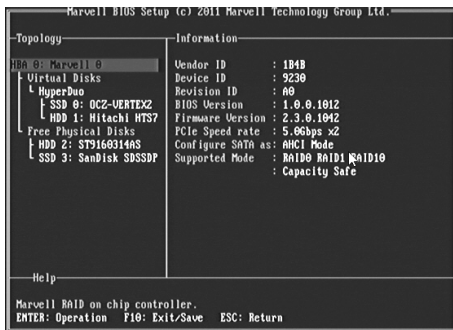 Marvell BIOS Setup (c) 2011 Marvell Technology Group Ltd.
Topology
HBA 0: Marvell 0
Virtual Disks
HyperDuo
SSD 0: OCZ-VERTEX2
HDD 1: Hitachi HTS7
Free Physical Disks
HDD 2: ST9160314AS
SSD 3: SanDisk SDSSDP
Information
Vendor ID : 1B4B
Device ID : 9230
Revision ID : A0
BIOS Version : 1.0.0.1012
Firmware Version : 2.3.0.1042
PCIe Speed rate : 5.0Gbps x2
Configure SATA as: AHCI Mode
Supported Mode : RAID0 RAID1 RAID10
: Capacity Safe
Help
Marvell RAID on chip controller.
ENTER: Operation F10: Exit/Save ESC: Return